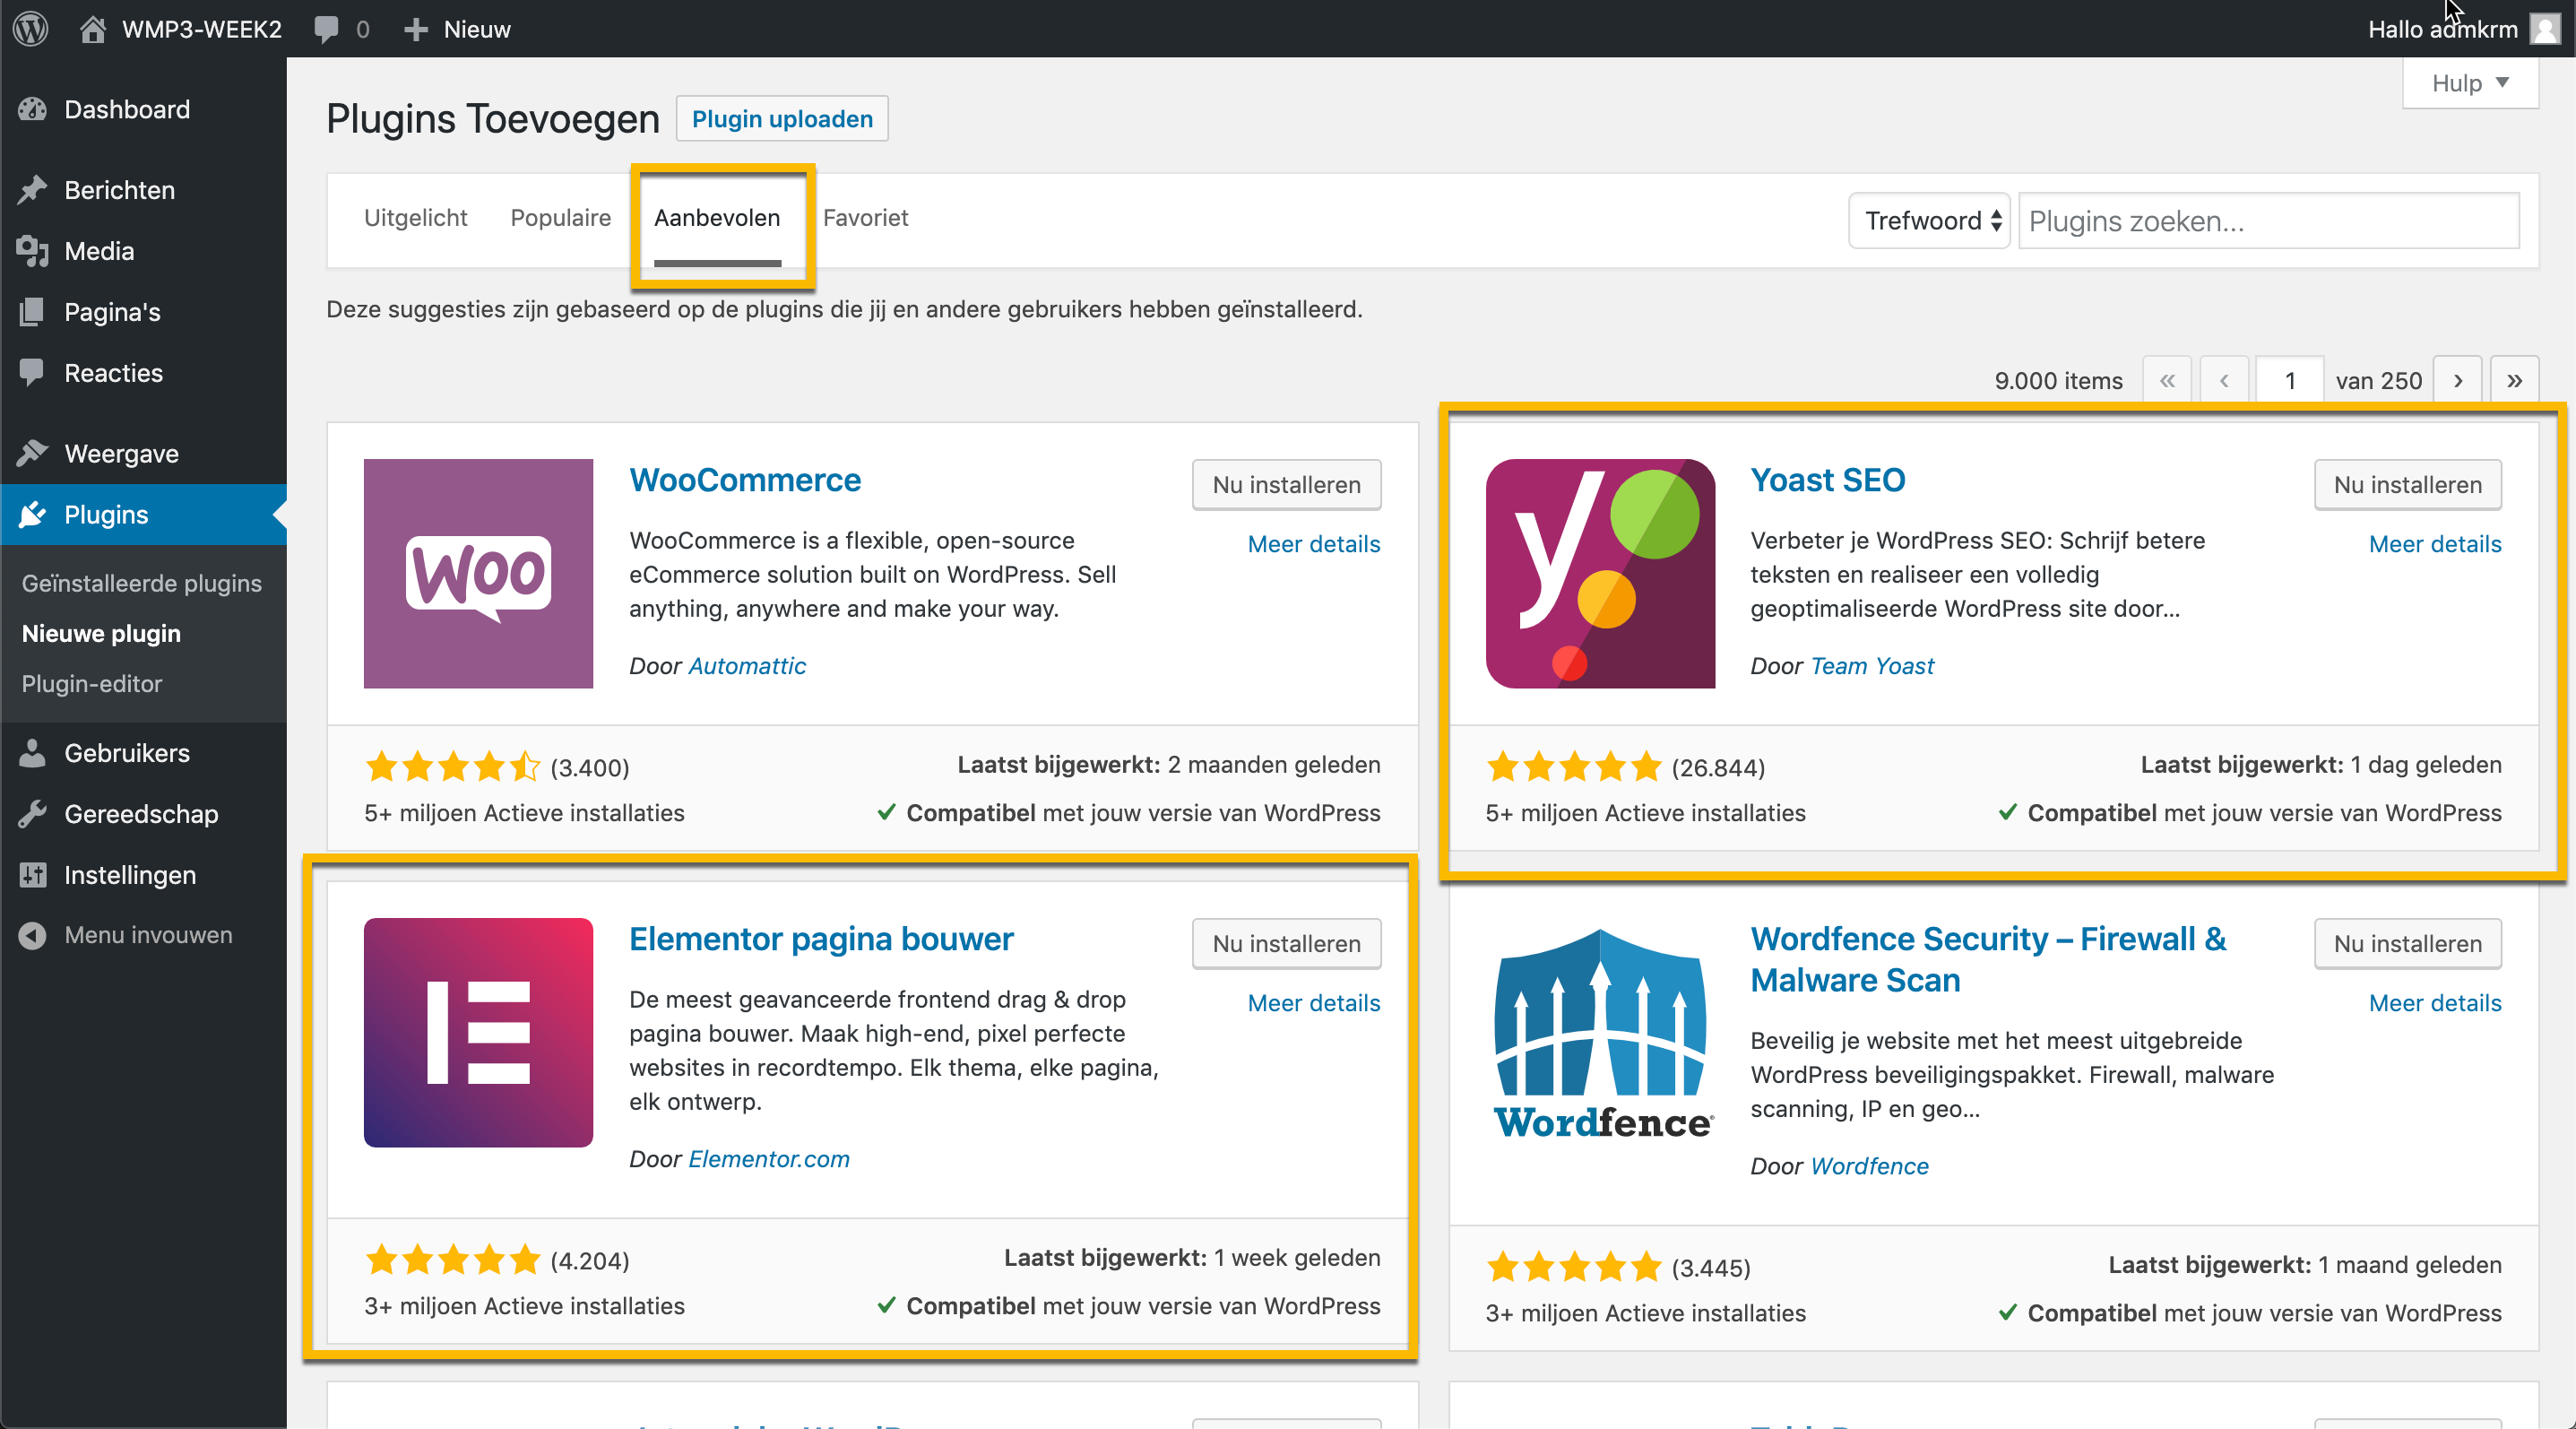 WMP3-WEEK2
0
Nieuw
Hallo admkrm
Dashboard
Berichten
Media
Pagina's
Reacties
Weergave
Plugins
Geïnstalleerde plugins
Nieuwe plugin
Plugin-editor
Gebruikers
Gereedschap
Instellingen
Menu invouwen
Hulp
Plugins Toevoegen
Plugin uploaden
Uitgelicht
Populaire
Aanbevolen
Favoriet
Trefwoord
Plugins zoeken...
Deze suggesties zijn gebaseerd op de plugins die jij en andere gebruikers hebben geïnstalleerd.
9.000 items « ‹ 1 van 250 › »
Woo
WooCommerce
Nu installeren
Meer details
WooCommerce is a flexible, open-source
eCommerce solution built on WordPress. Sell
anything, anywhere and make your way.
Door Automattic
(3.400)
Laatst bijgewerkt: 2 maanden geleden
5+ miljoen Actieve installaties
Compatibel met jouw versie van WordPress
y
Yoast SEO
Nu installeren
Meer details
Verbeter je WordPress SEO: Schrijf betere
teksten en realiseer een volledig
geoptimaliseerde WordPress site door...
Door Team Yoast
(26.844)
Laatst bijgewerkt: 1 dag geleden
5+ miljoen Actieve installaties
Compatibel met jouw versie van WordPress
Elementor pagina bouwer
Nu installeren
Meer details
De meest geavanceerde frontend drag & drop
pagina bouwer. Maak high-end, pixel perfecte
websites in recordtempo. Elk thema, elke pagina,
elk ontwerp.
Door Elementor.com
(4.204)
Laatst bijgewerkt: 1 week geleden
3+ miljoen Actieve installaties
Compatibel met jouw versie van WordPress
Wordfence
Wordfence Security – Firewall &
Malware Scan
Nu installeren
Meer details
Beveilig je website met het meest uitgebreide
WordPress beveiligingspakket. Firewall, malware
scanning, IP en geo...
Door Wordfence
(3.445)
Laatst bijgewerkt: 1 maand geleden
3+ miljoen Actieve installaties
Compatibel met jouw versie van WordPress